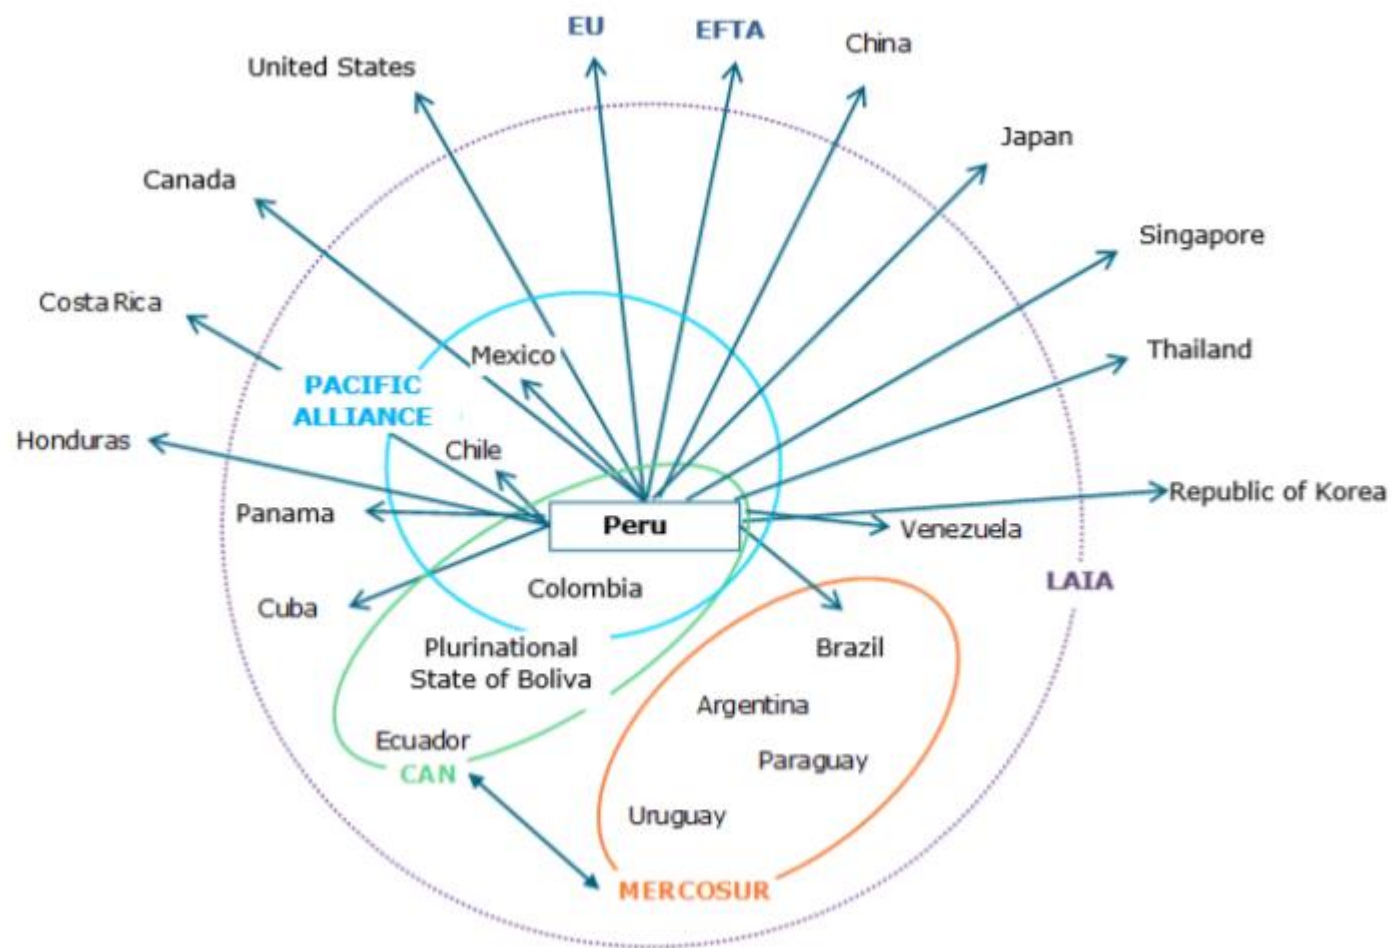 EU
EFTA
China
United States
Japan
Canada
Singapore
Costa Rica
Thailand
Mexico
PACIFIC
ALLIANCE
Honduras
Chile
Republic of Korea
Panama
Peru
Venezuela
LAIA
Colombia
Cuba
Plurinational
State of Boliva
Brazil
Argentina
Ecuador
Paraguay
CAN
Uruguay
MERCOSUR